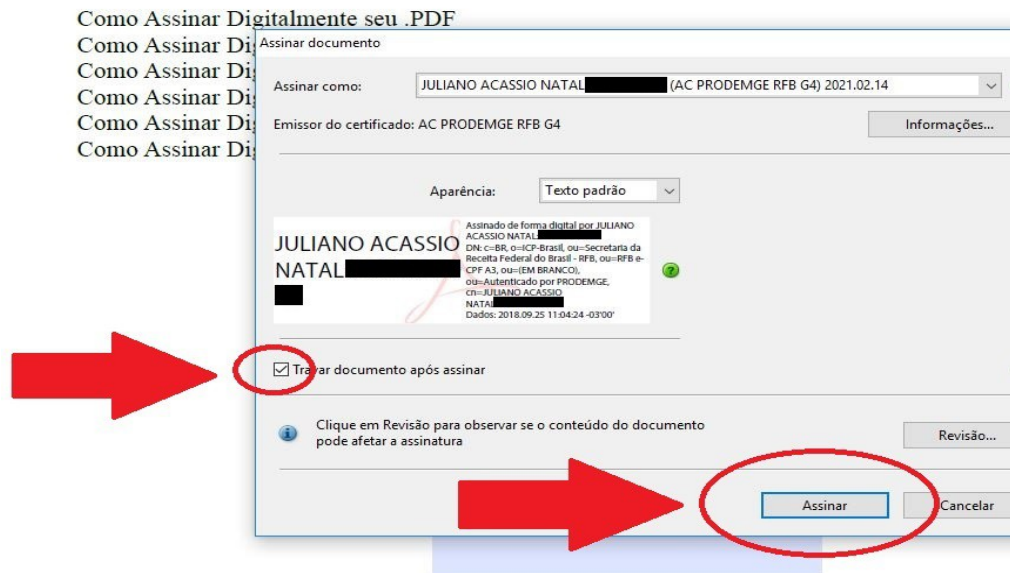 Como Assinar Digitalmente seu .PDF
Como Assinar Di
Como Assinar Di
Como Assinar Di
Como Assinar Di
Como Assinar Di
Assinar documento
Assinar como: JULIANO ACASSIO NATAL (AC PRODEMGE RFB G4) 2021.02.14
Emissor do certificado: AC PRODEMGE RFB G4 Informações...
Aparência: Texto padrão
JULIANO ACASSIO
NATAL
Assinado de forma digital por JULIANO
ACASSIO NATAL:
DN: c=BR, o=ICP-Brasil, ou=Secretaria da
Receita Federal do Brasil - RFB, ou=RFB e-
CPF A3, ou=(EM BRANCO),
ou=Autenticado por PRODEMGE,
cn=JULIANO ACASSIO
NATAL
Dados: 2018.09.25 11:04:24 -03'00'
Travar documento após assinar
Clique em Revisão para observar se o conteúdo do documento
pode afetar a assinatura
Revisão...
Assinar Cancelar